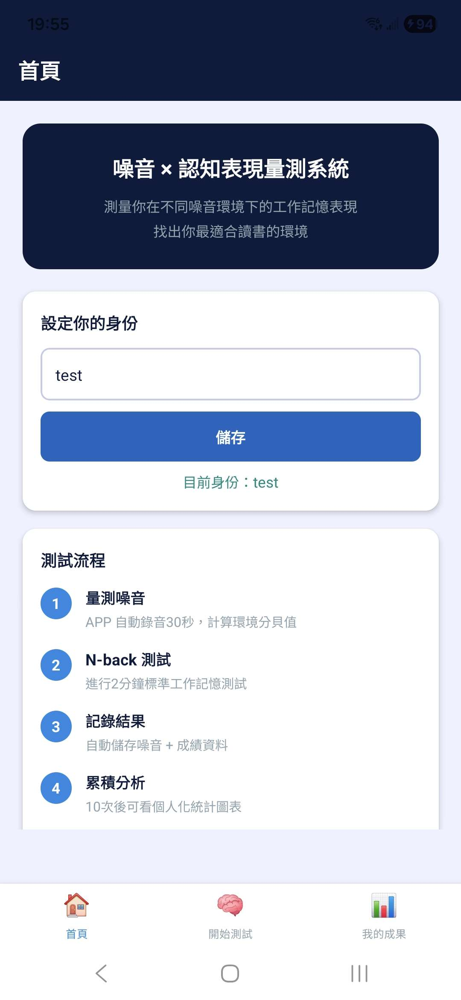 19:55
6
94
首頁
噪音 × 認知表現量測系統
測量你在不同噪音環境下的工作記憶表現
找出你最適合讀書的環境
設定你的身份
test
儲存
目前身份：test
測試流程
1
量測噪音
APP 自動錄音30秒，計算環境分貝值
2
N-back 測試
進行2分鐘標準工作記憶測試
3
記錄結果
自動儲存噪音 + 成績資料
4
累積分析
10次後可看個人化統計圖表
首頁
開始測試
我的成果